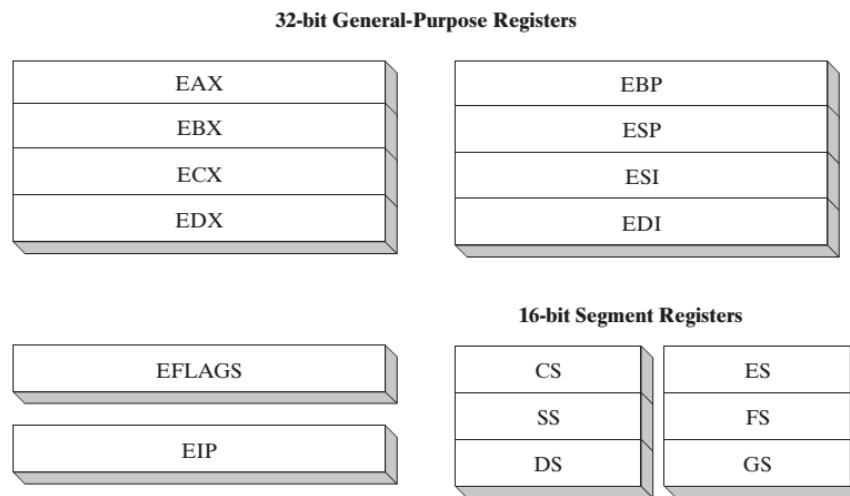 32-bit General-Purpose Registers
EAX
EBX
ECX
EDX
EBP
ESP
ESI
EDI
EFLAGS
EIP
16-bit Segment Registers
CS
SS
DS
ES
FS
GS